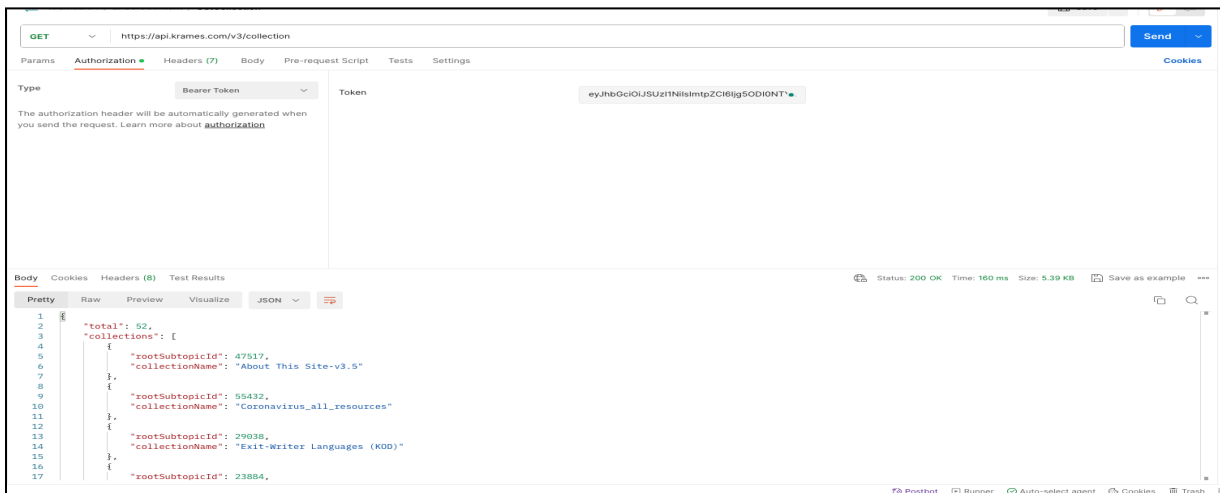 GET https://api.krames.com/v3/collection Send
Params Authorization Headers (7) Body Pre-request Script Tests Settings Cookies
Type Bearer Token Token
The authorization header will be automatically generated when
you send the request. Learn more about authorization
Body Cookies Headers (8) Test Results Status: 200 OK Time: 160 ms Size: 5.39 KB Save as example
Pretty Raw Preview Visualize JSON
1 {
2 "total": 52,
3 "collections": [
4 {
5 "rootSubtopicId": 47517,
6 "collectionName": "About This Site-v3.5"
7 },
8 {
9 "rootSubtopicId": 55432,
10 "collectionName": "Coronavirus_all_resources"
11 },
12 {
13 "rootSubtopicId": 29038,
14 "collectionName": "Exit-Writer Languages (KOD)"
15 },
16 {
17 "rootSubtopicId": 23884,
Postbot Runner Auto-select agent Cookies Trash